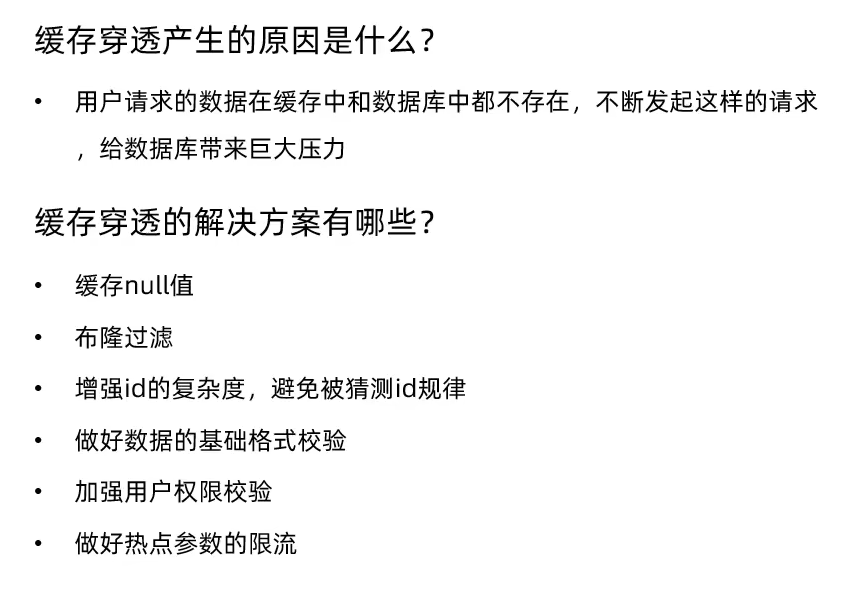 缓存穿透产生的原因是什么？
• 用户请求的数据在缓存中和数据库中都不存在，不断发起这样的请求
，给数据库带来巨大压力
缓存穿透的解决方案有哪些？
• 缓存null值
• 布隆过滤
• 增强id的复杂度，避免被猜测id规律
• 做好数据的基础格式校验
• 加强用户权限校验
• 做好热点参数的限流